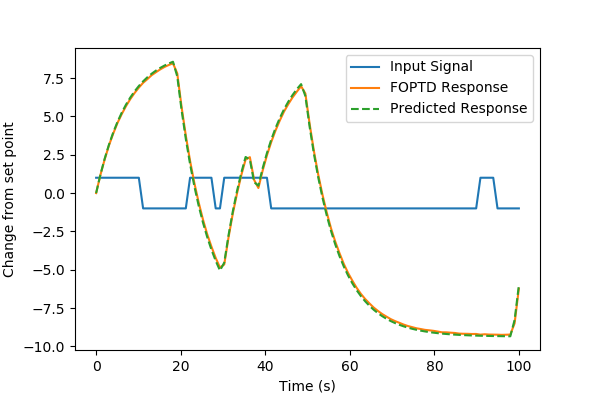 Input Signal
FOPTD Response
Predicted Response
Change from set point
7.5
5.0
2.5
0.0
−2.5
−5.0
−7.5
−10.0
0 20 40 60 80 100
Time (s)